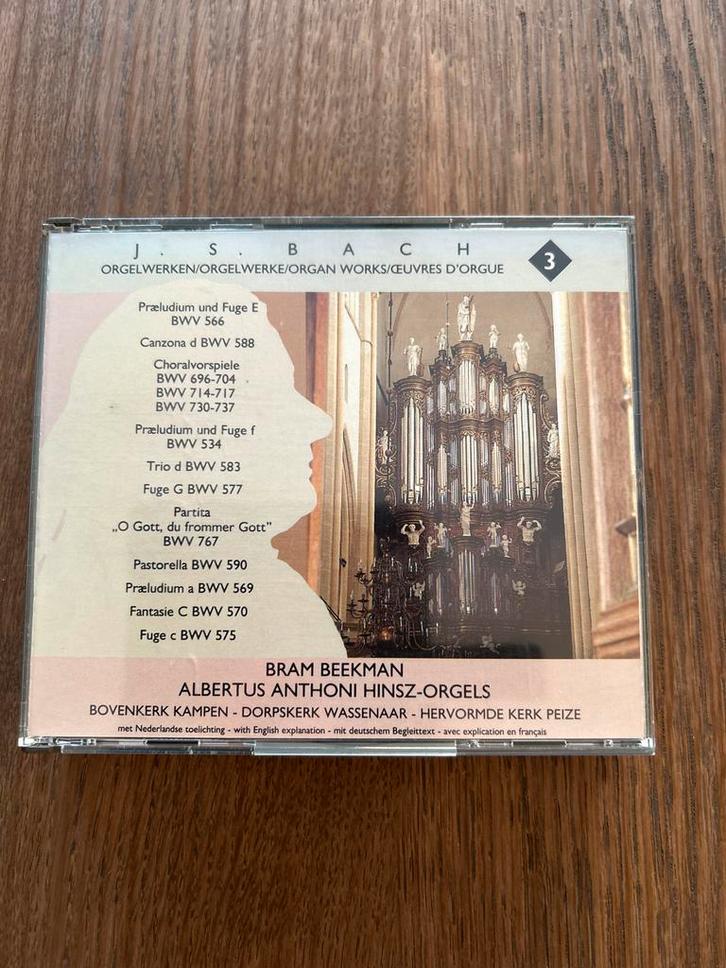 J. S. BACH
ORGELWERKEN/ORGELWERKE/ORGAN WORKS/ŒUVRES D'ORGUE
3
Præludium und Fuge E
BWV 566
Canzona d BWV 588
Choralvorspiele
BWV 696-704
BWV 714-717
BWV 730-737
Præludium und Fuge f
BWV 534
Trio d BWV 583
Fuge G BWV 577
Partita
„O Gott, du frommer Gott”
BWV 767
Pastorella BWV 590
Præludium a BWV 569
Fantasie C BWV 570
Fuge c BWV 575
BRAM BEEKMAN
ALBERTUS ANTHONI HINSZ-ORGELS
BOVENKERK KAMPEN - DORPSKERK WASSENAAR - HERVORMDE KERK PEIZE
met Nederlandse toelichting - with English explanation - mit deutschem Begleittext - avec explication en français